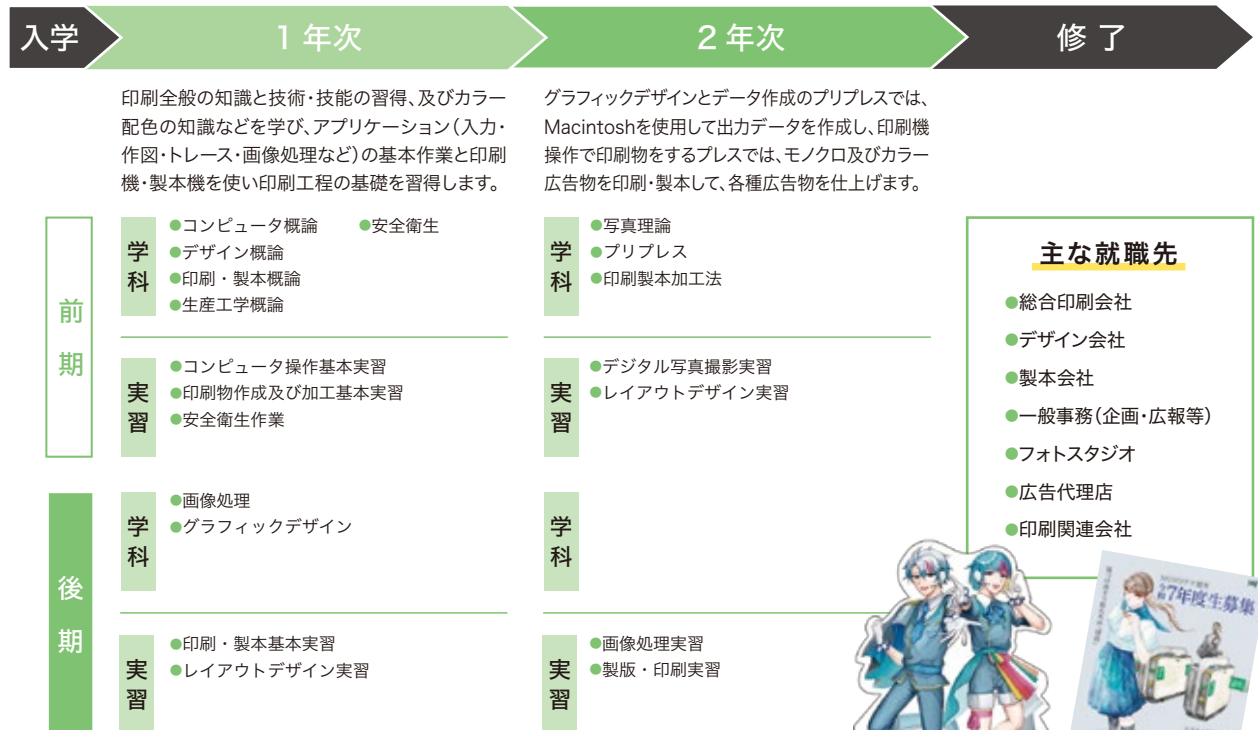 入学
1年次
2年次
修了
印刷全般の知識と技術・技能の習得、及びカラー
配色の知識などを学び、アプリケーション(入力・
作図・トレース・画像処理など)の基本作業と印刷
機・製本機を使い印刷工程の基礎を習得します。
グラフィックデザインとデータ作成のプリプレスでは、
Macintoshを使用して出力データを作成し、印刷機
操作で印刷物をするプレスでは、モノクロ及びカラー
広告物を印刷・製本して、各種広告物を仕上げます。
前期
学科
●コンピュータ概論 ●安全衛生
●デザイン概論
●印刷・製本概論
●生産工学概論
実習
●コンピュータ操作基本実習
●印刷物作成及び加工基本実習
●安全衛生作業
学科
●写真理論
●プリプレス
●印刷製本加工法
実習
●デジタル写真撮影実習
●レイアウトデザイン実習
後期
学科
●画像処理
●グラフィックデザイン
実習
●印刷・製本基本実習
●レイアウトデザイン実習
学科
実習
●画像処理実習
●製版・印刷実習
主な就職先
●総合印刷会社
●デザイン会社
●製本会社
●一般事務(企画・広報等)
●フォトスタジオ
●広告代理店
●印刷関連会社
令和7年度生募集